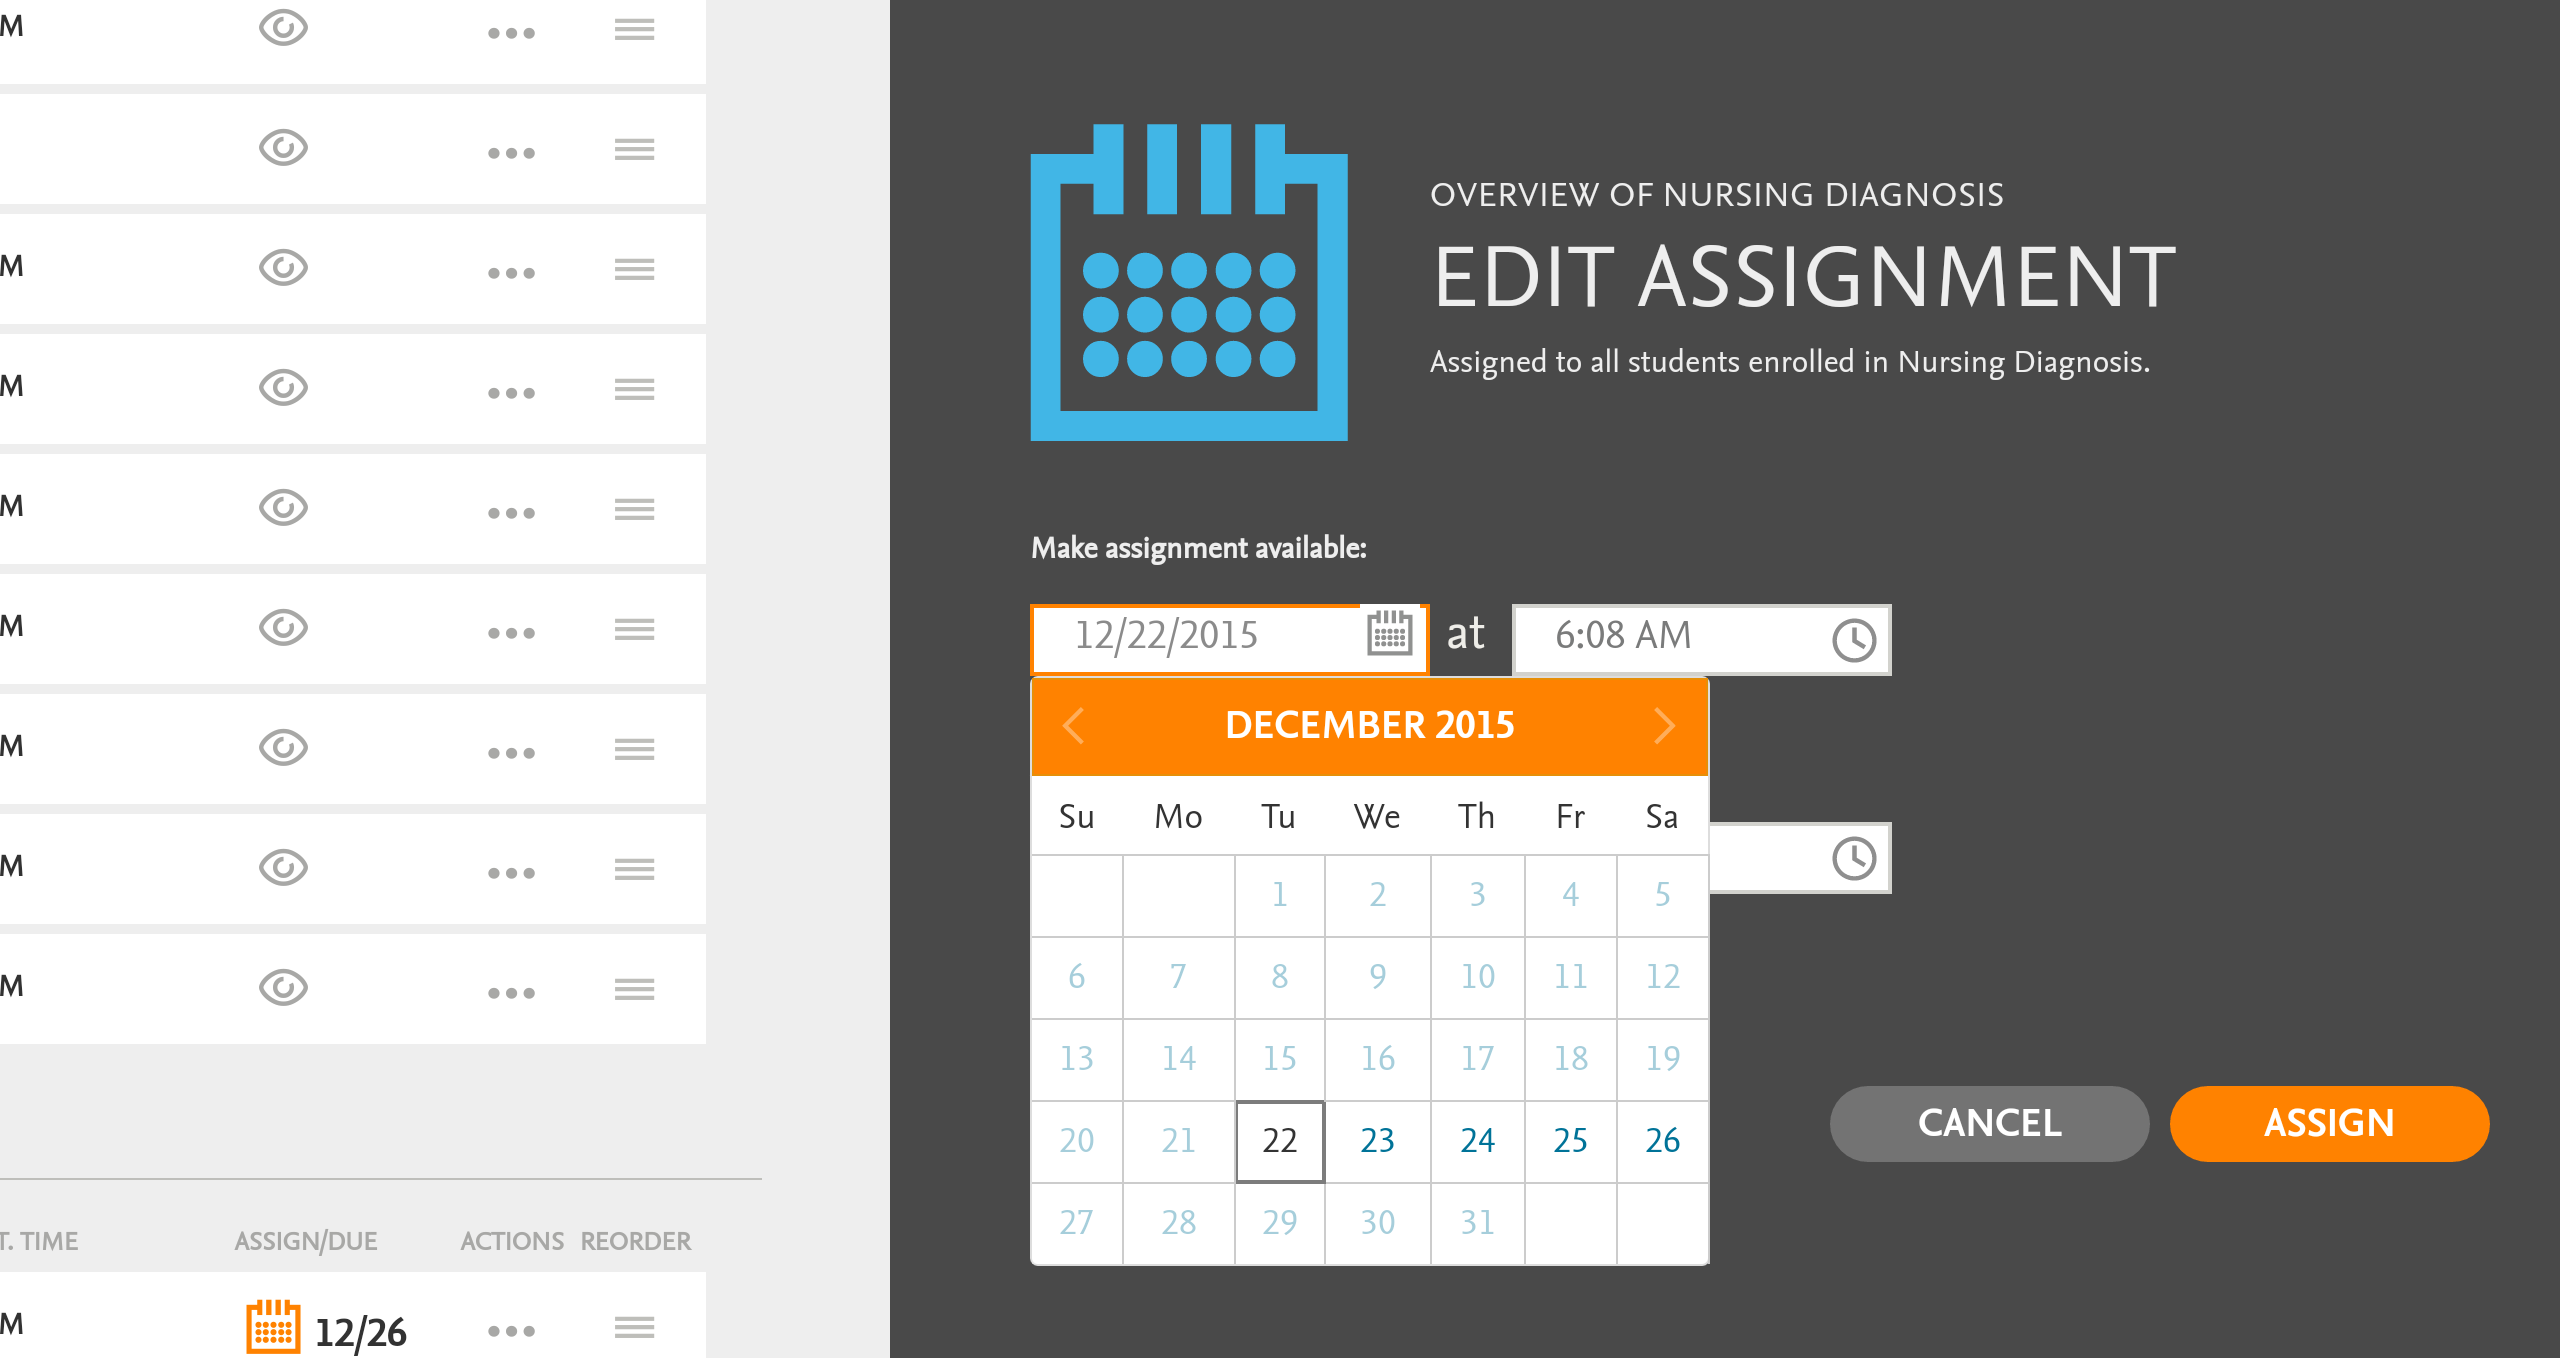 M
M
M
M
M
M
M
M
T. TIME ASSIGN/DUE ACTIONS REORDER
M 12/26
OVERVIEW OF NURSING DIAGNOSIS
EDIT ASSIGNMENT
Assigned to all students enrolled in Nursing Diagnosis.
Make assignment available:
12/22/2015 at 6:08 AM
DECEMBER 2015
Su Mo Tu We Th Fr Sa
1 2 3 4 5
6 7 8 9 10 11 12
13 14 15 16 17 18 19
20 21 22 23 24 25 26
27 28 29 30 31
CANCEL ASSIGN